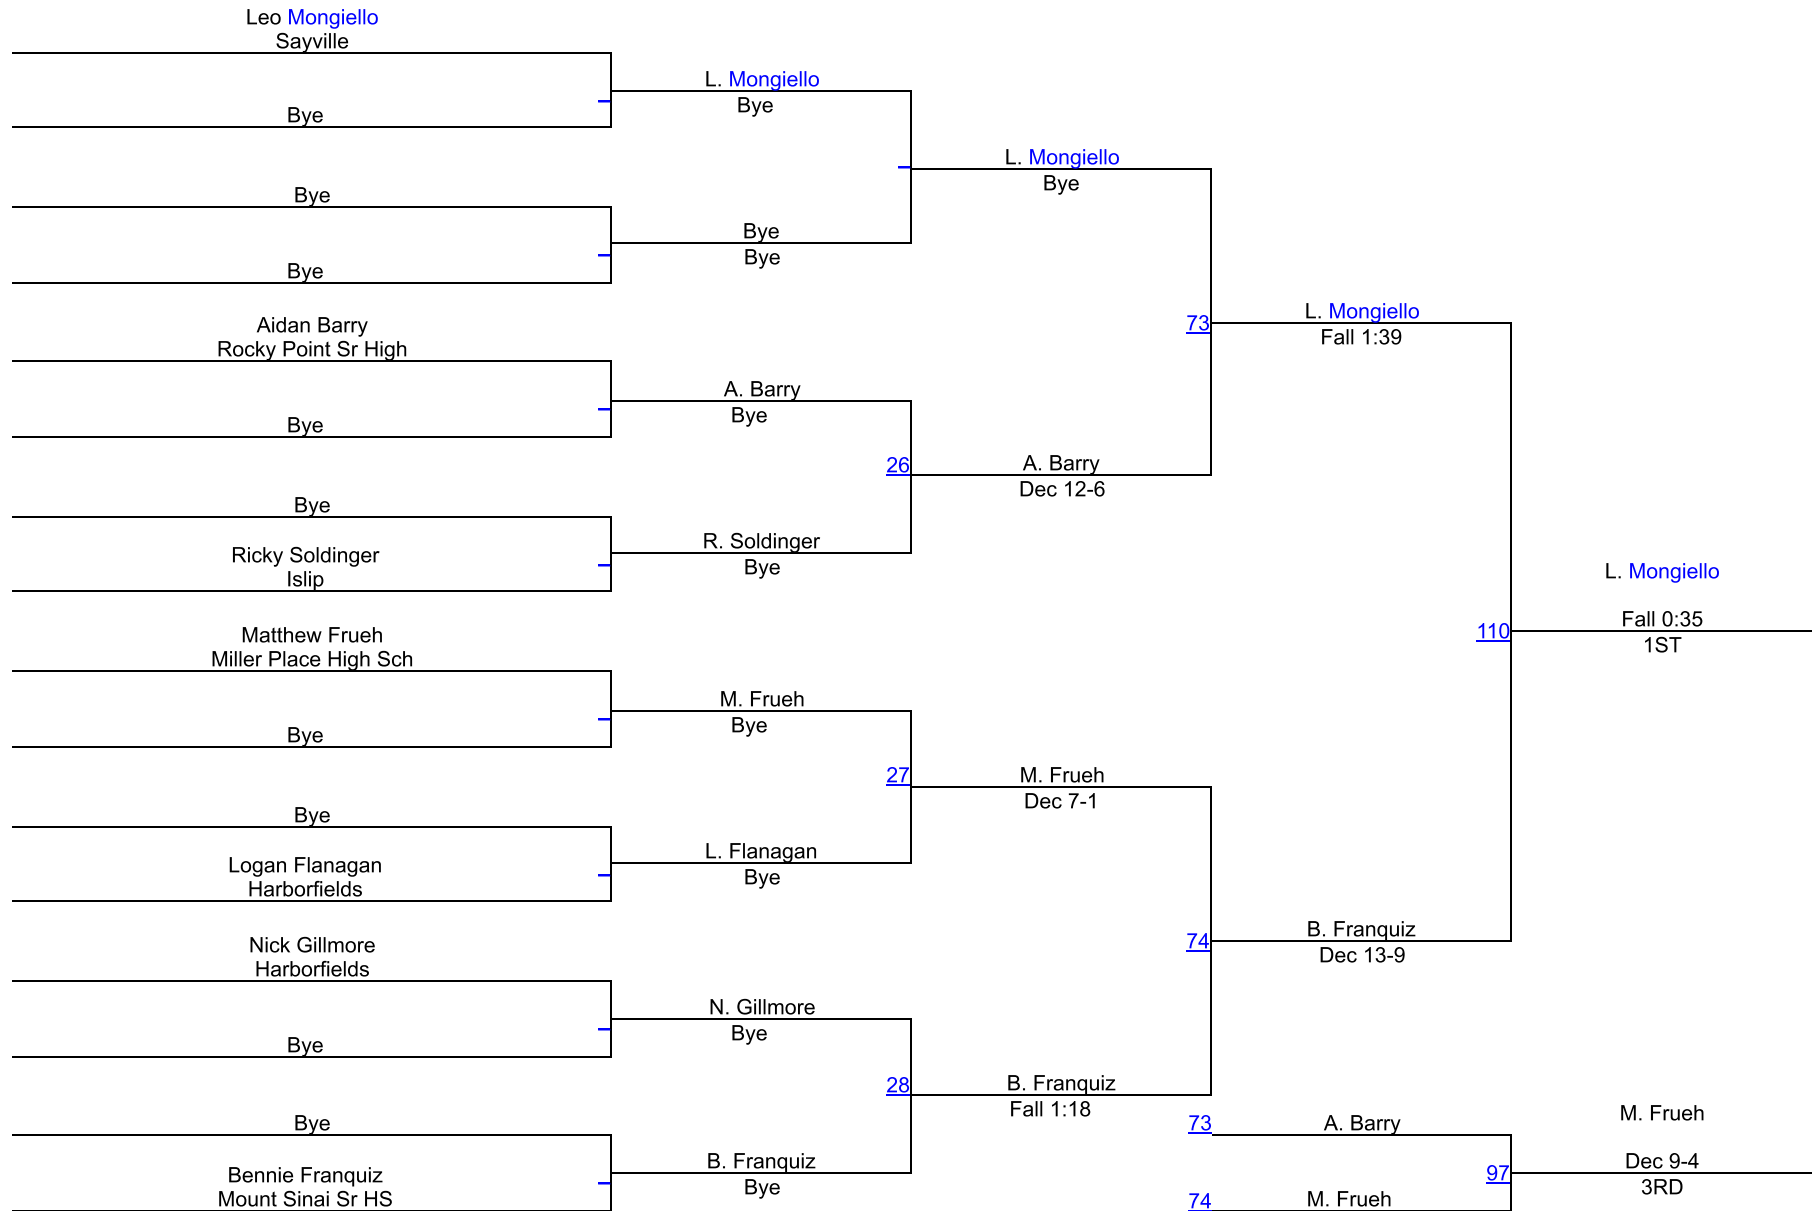 Leo Mongiello
Sayville
Bye
L. Mongiello
Bye
Bye
Bye
Bye
Bye
L. Mongiello
Bye
Aidan Barry
Rocky Point Sr High
Bye
A. Barry
Bye
Bye
Ricky Soldinger
Islip
R. Soldinger
Bye
26
A. Barry
Dec 12-6
73
L. Mongiello
Fall 1:39
Matthew Frueh
Miller Place High Sch
Bye
M. Frueh
Bye
Bye
Logan Flanagan
Harborfields
L. Flanagan
Bye
27
M. Frueh
Dec 7-1
Nick Gillmore
Harborfields
Bye
N. Gillmore
Bye
Bye
Bennie Franquiz
Mount Sinai Sr HS
B. Franquiz
Bye
28
B. Franquiz
Fall 1:18
74
B. Franquiz
Dec 13-9
110
L. Mongiello
Fall 0:35
1ST
73
A. Barry
74
M. Frueh
97
M. Frueh
Dec 9-4
3RD